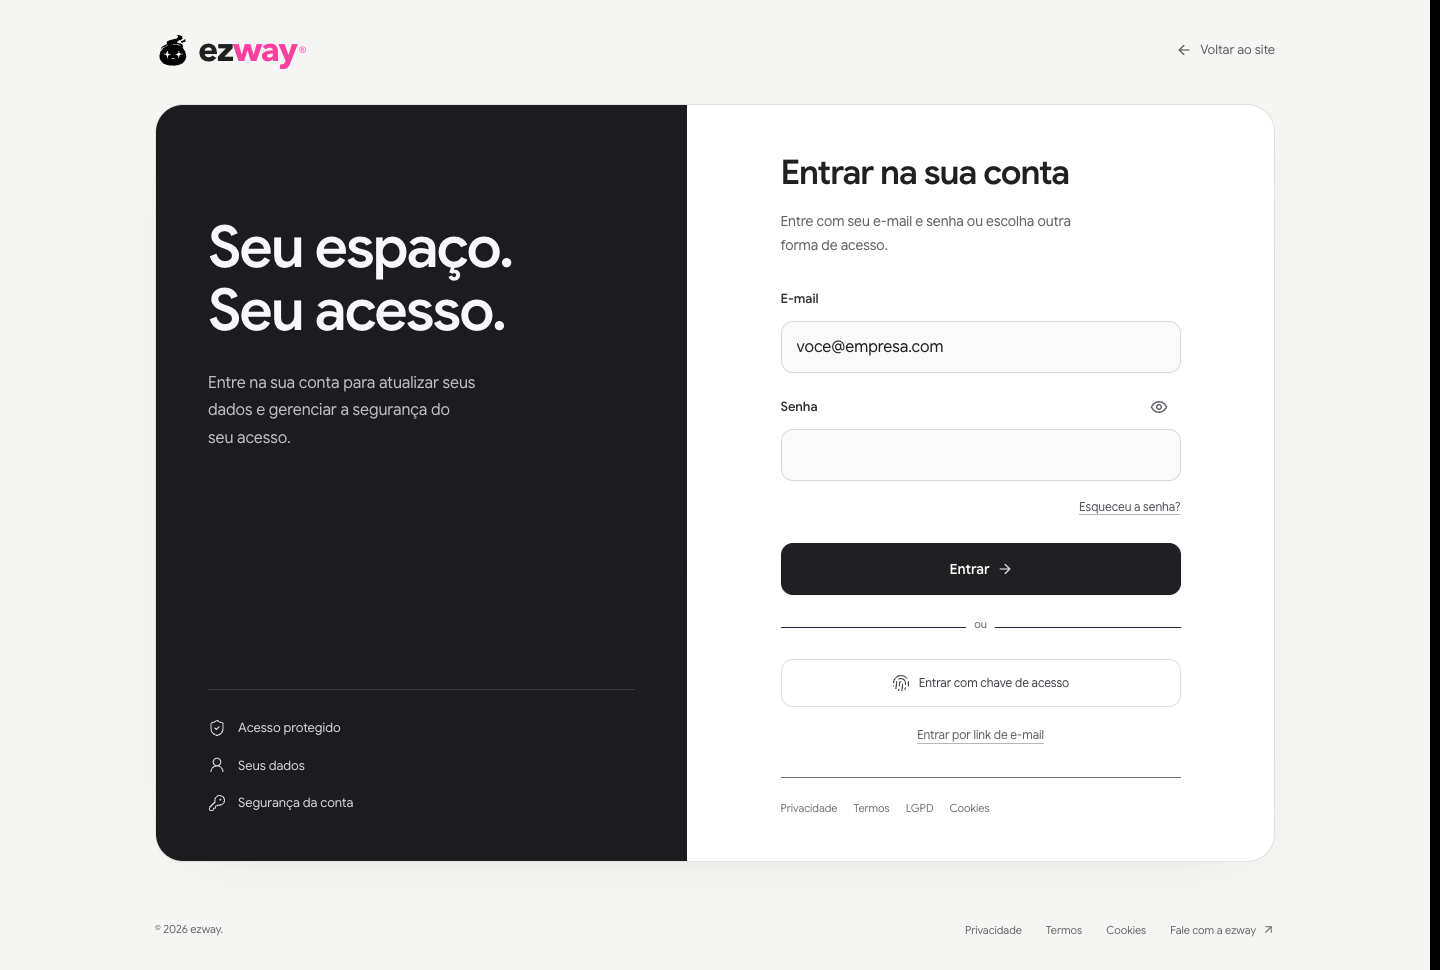 ezway®
Voltar ao site
Seu espaço.
Seu acesso.
Entre na sua conta para atualizar seus
dados e gerenciar a segurança do
seu acesso.
Acesso protegido
Seus dados
Segurança da conta
Entrar na sua conta
Entre com seu e-mail e senha ou escolha outra
forma de acesso.
E-mail
voce@empresa.com
Senha
Esqueceu a senha?
Entrar
ou
Entrar com chave de acesso
Entrar por link de e-mail
Privacidade Termos LGPD Cookies
© 2026 ezway.
Privacidade Termos Cookies Fale com a ezway